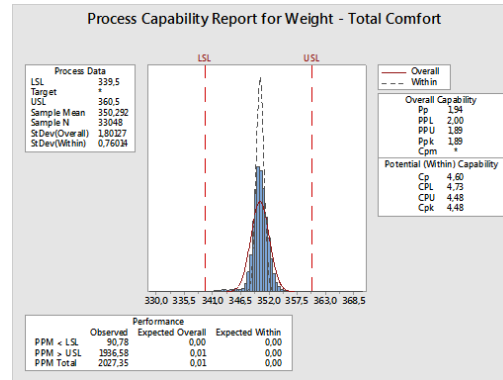 Process Capability Report for Weight - Total Comfort
LSL USL
Process Data
LSL 339,5
Target *
USL 360,5
Sample Mean 350,292
Sample N 33048
StDev(Overall) 1,80127
StDev(Within) 0,76014
Overall
Within
Overall Capability
Pp 1,94
PPL 2,00
PPU 1,89
Ppk 1,89
Cpm *
Potential (Within) Capability
Cp 4,60
CPL 4,73
CPU 4,48
Cpk 4,48
330,0 335,5 341,0 346,5 352,0 357,5 363,0 368,5
Performance
Observed Expected Overall Expected Within
PPM < LSL 90,78 0,00 0,00
PPM > USL 1936,58 0,01 0,00
PPM Total 2027,35 0,01 0,00